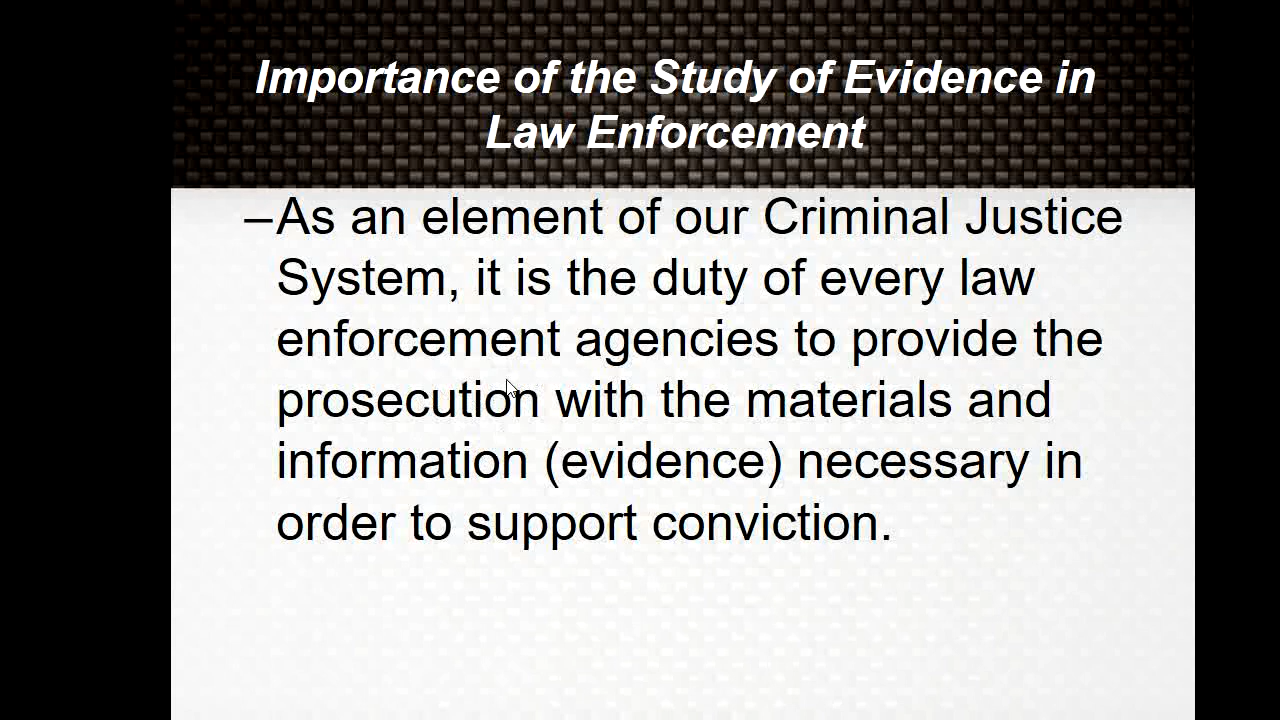 Importance of the Study of Evidence in
Law Enforcement
–As an element of our Criminal Justice
System, it is the duty of every law
enforcement agencies to provide the
prosecution with the materials and
information (evidence) necessary in
order to support conviction.